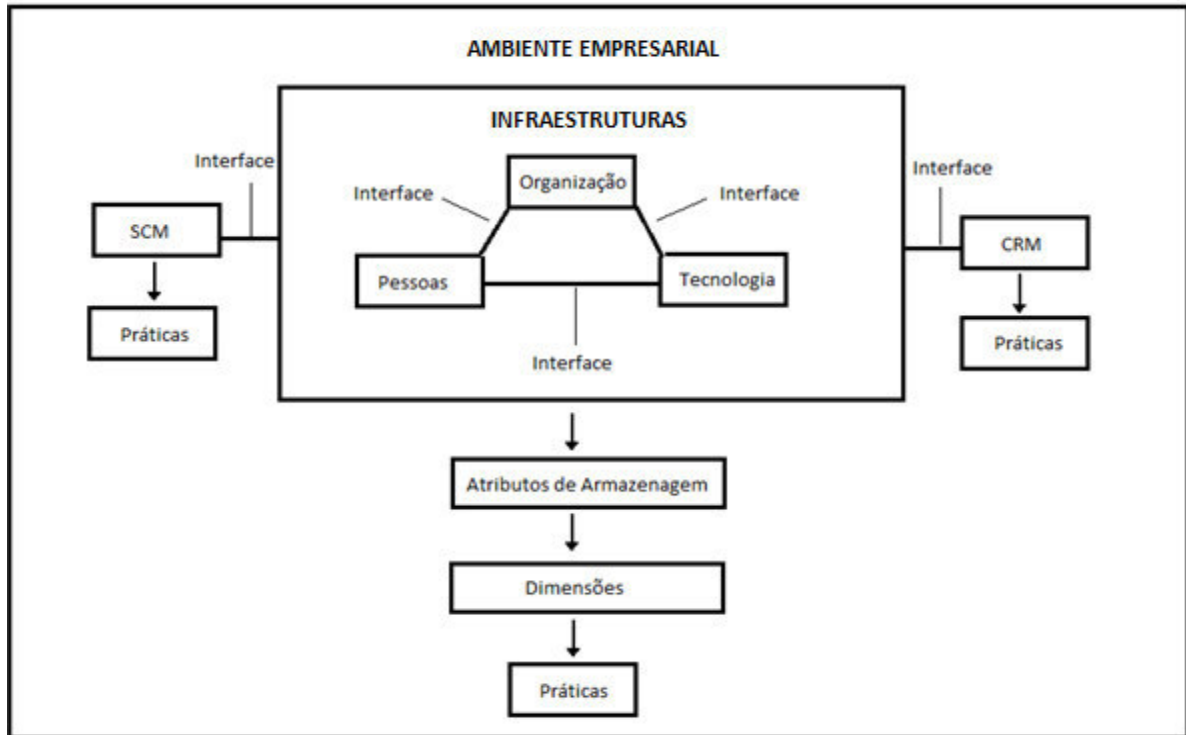 AMBIENTE EMPRESARIAL
INFRAESTRUTURAS
Interface
Organização
Interface
Interface
Interface
SCM
CRM
Pessoas
Tecnologia
Práticas
Interface
Práticas
Atributos de Armazenagem
Dimensões
Práticas